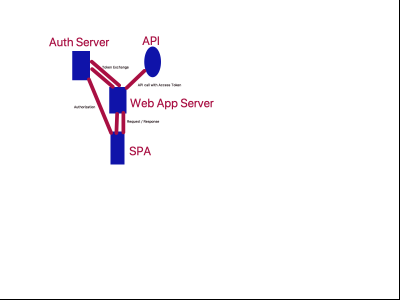 Auth Server
API
Token Exchange
API call with Access Token
Web App Server
Authorization
Request / Response
SPA